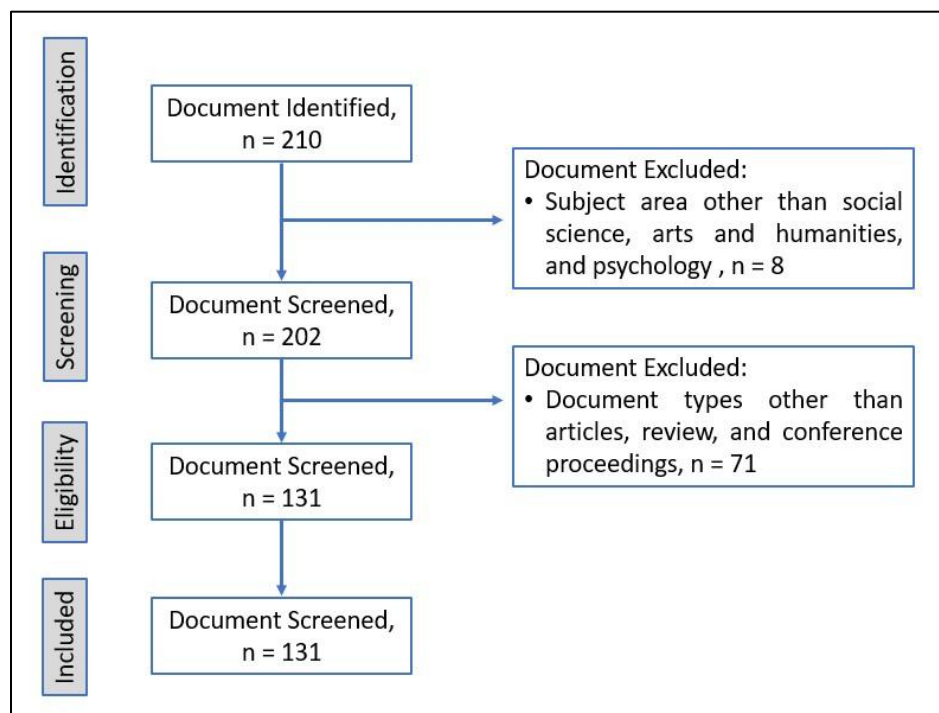 Identification
Document Identified,
n = 210
Document Excluded:
• Subject area other than social
science, arts and humanities,
and psychology , n = 8
Screening
Document Screened,
n = 202
Document Excluded:
• Document types other than
articles, review, and conference
proceedings, n = 71
Eligibility
Document Screened,
n = 131
Included
Document Screened,
n = 131